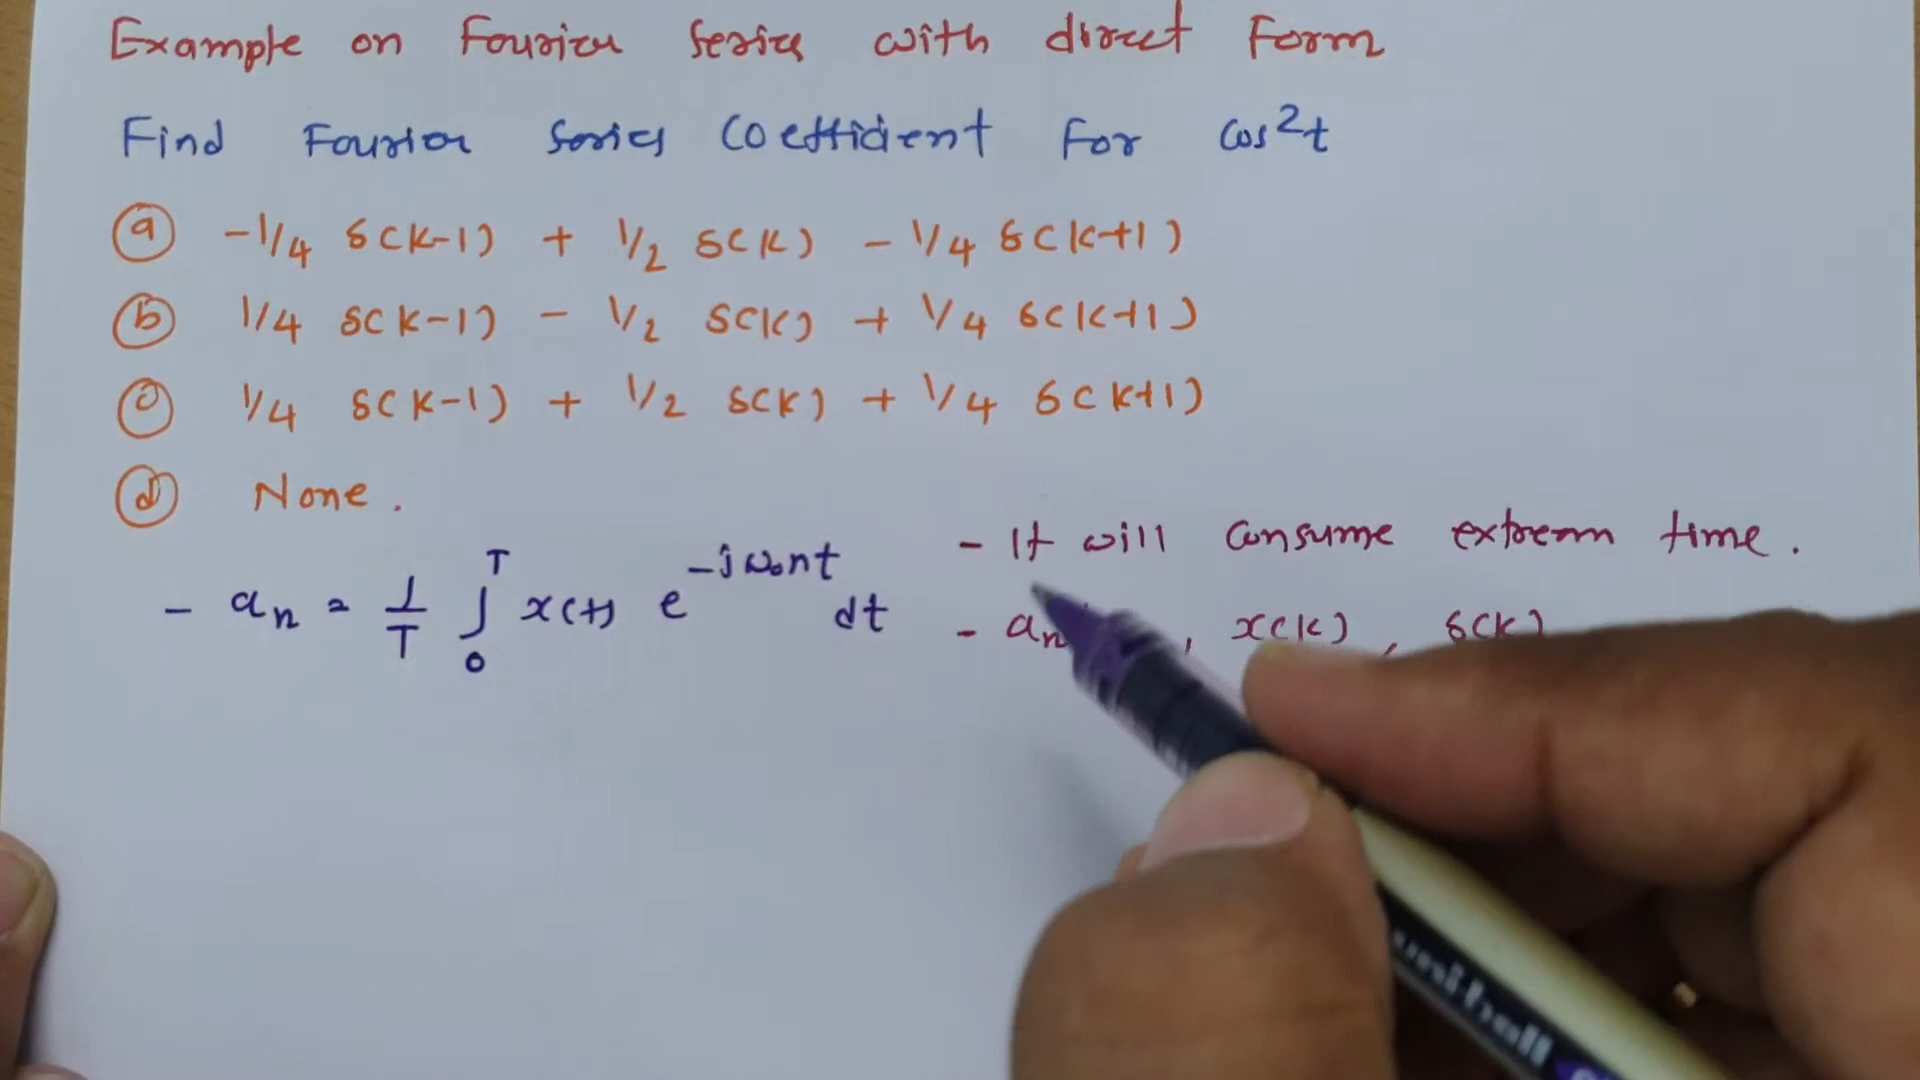 Example on Fourier Series with direct Form
Find Fourier Series Coefficient For cos²t
(a) -1/4 δ(k-1) + 1/2 δ(k) - 1/4 δ(k+1)
(b) 1/4 δ(k-1) - 1/2 δ(k) + 1/4 δ(k+1)
(c) 1/4 δ(k-1) + 1/2 δ(k) + 1/4 δ(k+1)
(d) None.
- It will consume extrem time.
- aₙ = 1/T ∫₀ᵀ x(t) e^(-jω₀nt) dt
- aₙ , x(k) , δ(k)
uniball